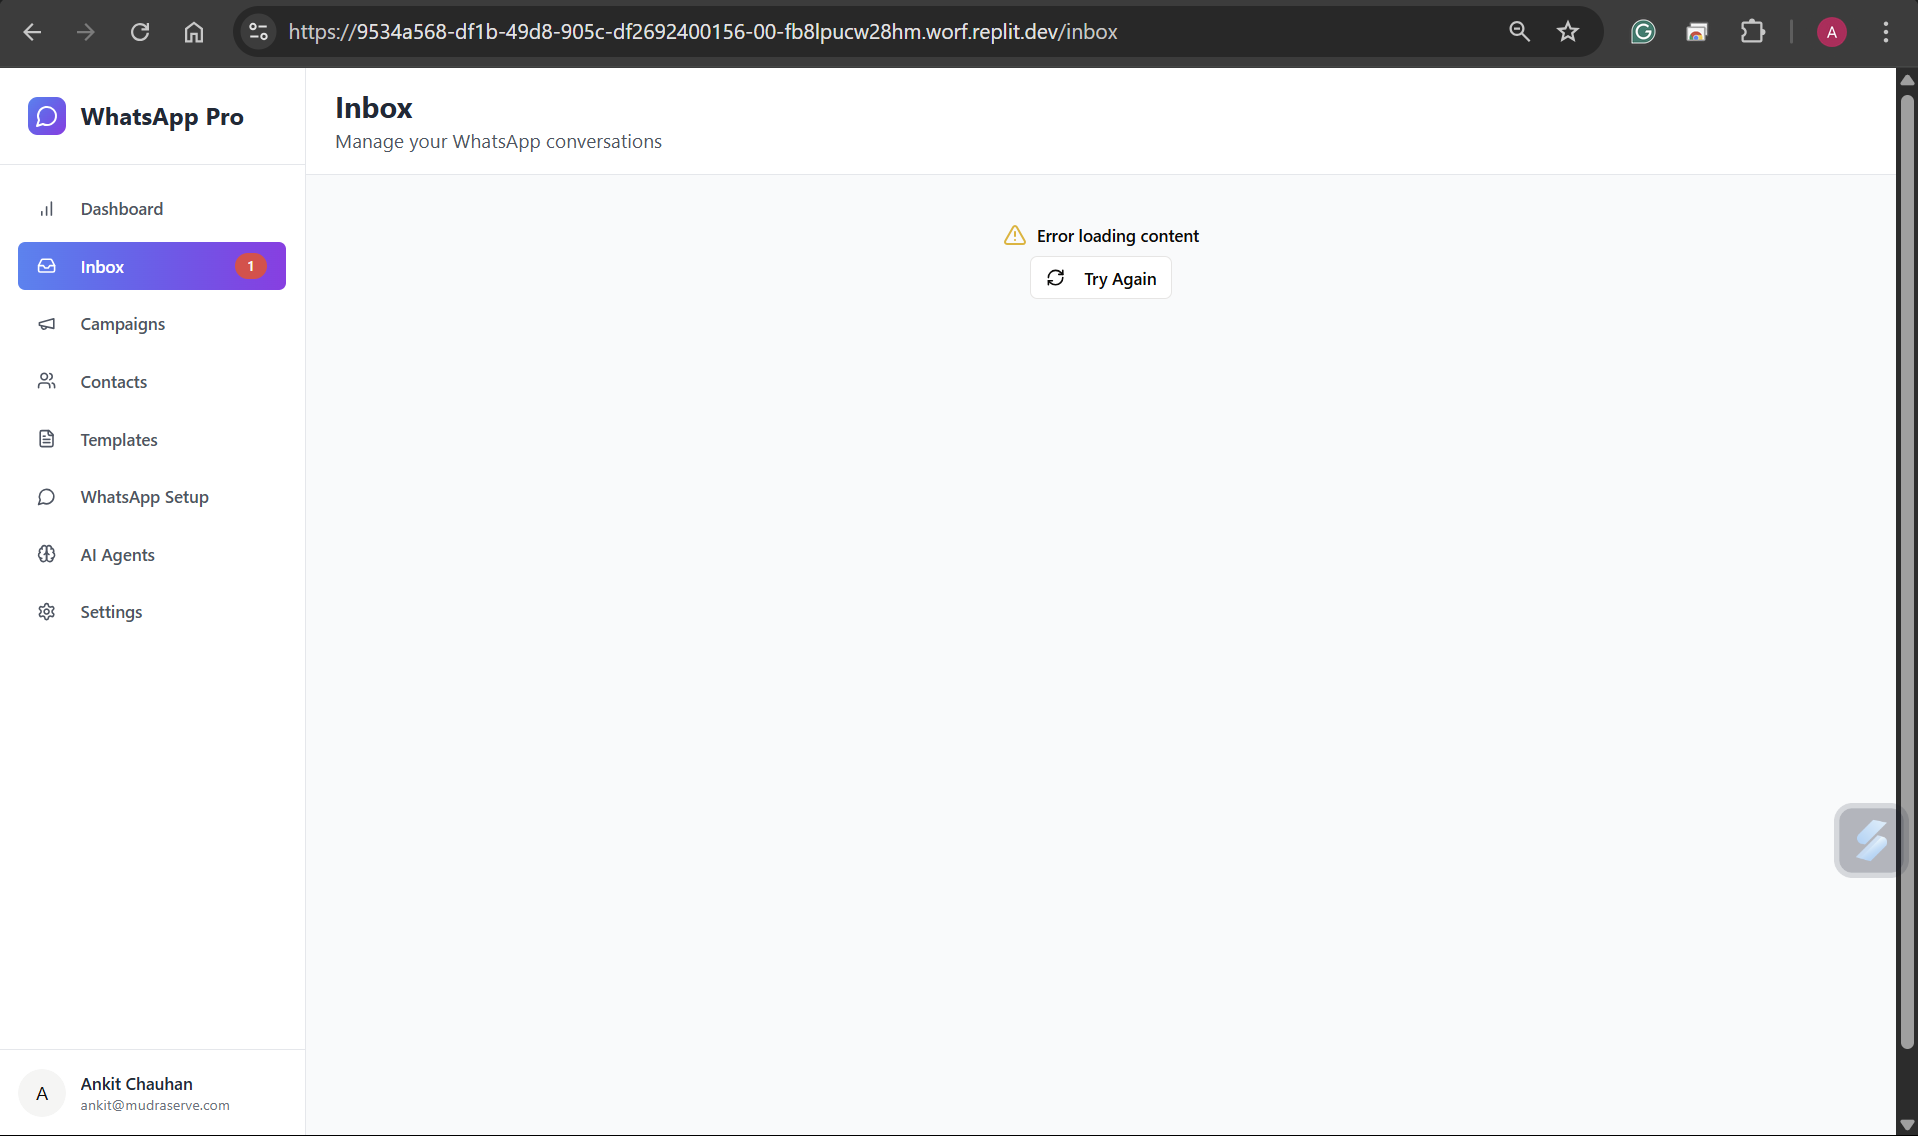 https://9534a568-df1b-49d8-905c-df2692400156-00-fb8lpucw28hm.worf.replit.dev/inbox
A
WhatsApp Pro
Dashboard
Inbox 1
Campaigns
Contacts
Templates
WhatsApp Setup
AI Agents
Settings
A
Ankit Chauhan
ankit@mudraserve.com
Inbox
Manage your WhatsApp conversations
Error loading content
Try Again